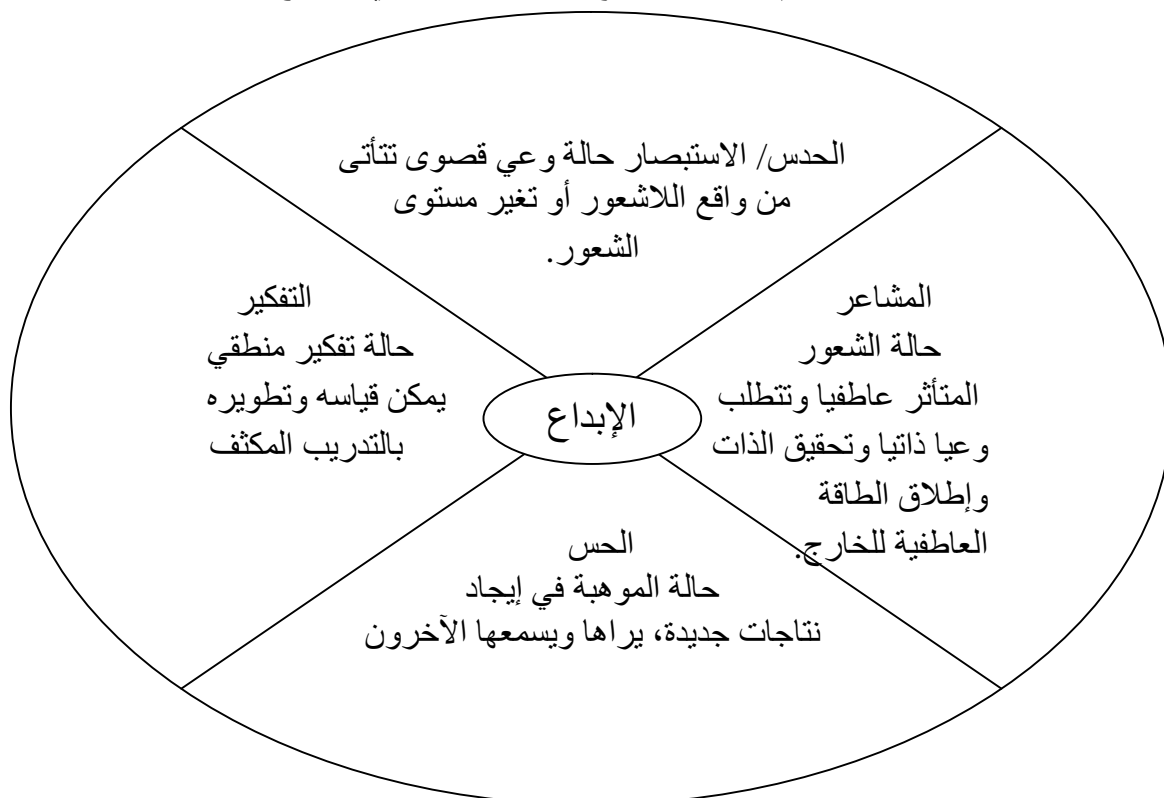 الحدس/ الاستبصار حالة وعي قصوى تتأتى
من واقع اللاشعور أو تغير مستوى
الشعور.
المشاعر
حالة الشعور
المتأثر عاطفيا وتتطلب
وعيا ذاتيا وتحقيق الذات
وإطلاق الطاقة
العاطفية للخارج.
التفكير
حالة تفكير منطقي
يمكن قياسه وتطويره
بالتدريب المكثف
الإبداع
الحس
حالة الموهبة في إيجاد
نتاجات جديدة، يراها ويسمعها الآخرون